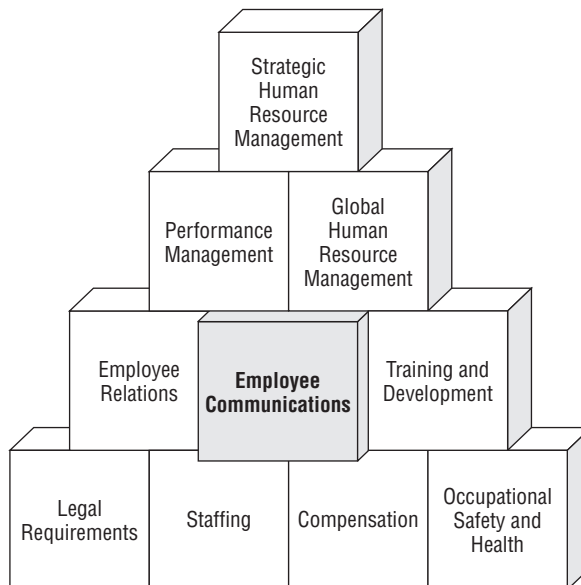 Strategic
Human
Resource
Management
Performance
Management
Global
Human
Resource
Management
Employee
Relations
Employee
Communications
Training and
Development
Legal
Requirements
Staffing
Compensation
Occupational
Safety and
Health